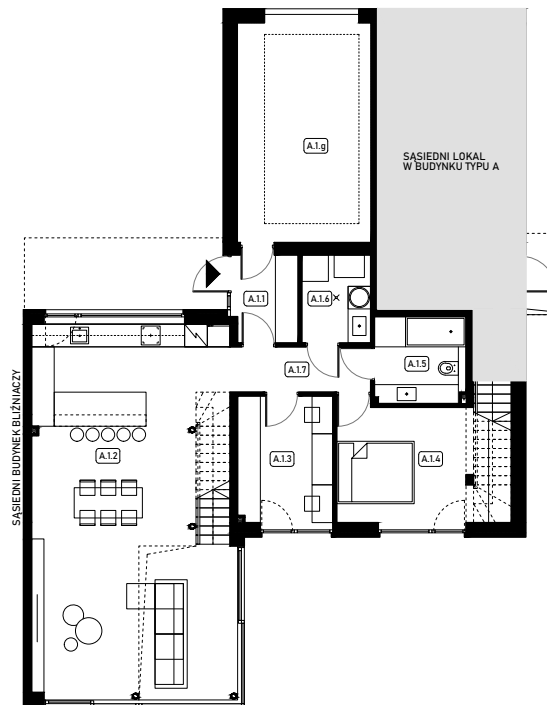 A.1.g
SĄSIEDNI LOKAL
W BUDYNKU TYPU A
A.1.1
A.1.6
A.1.5
A.1.7
SĄSIEDNI BUDYNEK BLIŹNIACZY
A.1.2
A.1.3
A.1.4